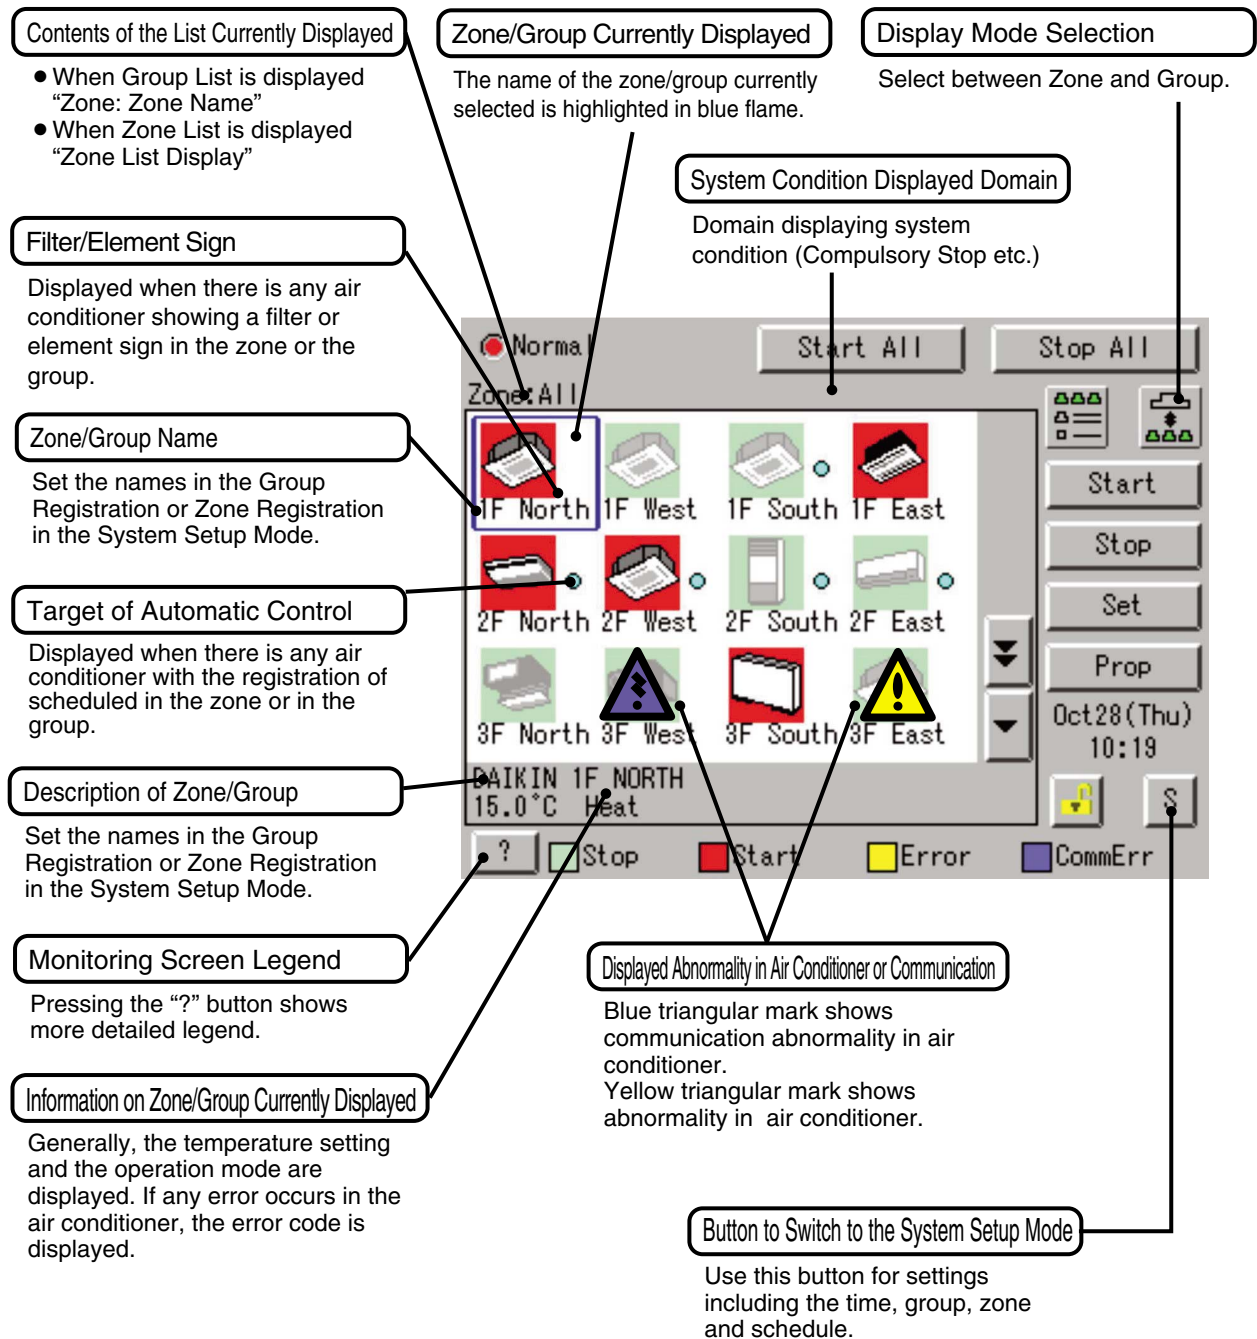 Contents of the List Currently Displayed
● When Group List is displayed
“Zone: Zone Name”
● When Zone List is displayed
“Zone List Display”
Zone/Group Currently Displayed
The name of the zone/group currently
selected is highlighted in blue flame.
Display Mode Selection
Select between Zone and Group.
System Condition Displayed Domain
Domain displaying system
condition (Compulsory Stop etc.)
Filter/Element Sign
Displayed when there is any air
conditioner showing a filter or
element sign in the zone or the
group.
Zone/Group Name
Set the names in the Group
Registration or Zone Registration
in the System Setup Mode.
Target of Automatic Control
Displayed when there is any air
conditioner with the registration of
scheduled in the zone or in the
group.
Description of Zone/Group
Set the names in the Group
Registration or Zone Registration
in the System Setup Mode.
Monitoring Screen Legend
Pressing the “?” button shows
more detailed legend.
Information on Zone/Group Currently Displayed
Generally, the temperature setting
and the operation mode are
displayed. If any error occurs in the
air conditioner, the error code is
displayed.
Normal
Start All
Stop All
Zone:All
1F North 1F West 1F South 1F East
2F North 2F West 2F South 2F East
3F North 3F West 3F South 3F East
Start
Stop
Set
Prop
Oct28(Thu)
10:19
S
DAIKIN 1F NORTH
15.0°C Heat
? Stop Start Error CommErr
Displayed Abnormality in Air Conditioner or Communication
Blue triangular mark shows
communication abnormality in air
conditioner.
Yellow triangular mark shows
abnormality in air conditioner.
Button to Switch to the System Setup Mode
Use this button for settings
including the time, group, zone
and schedule.